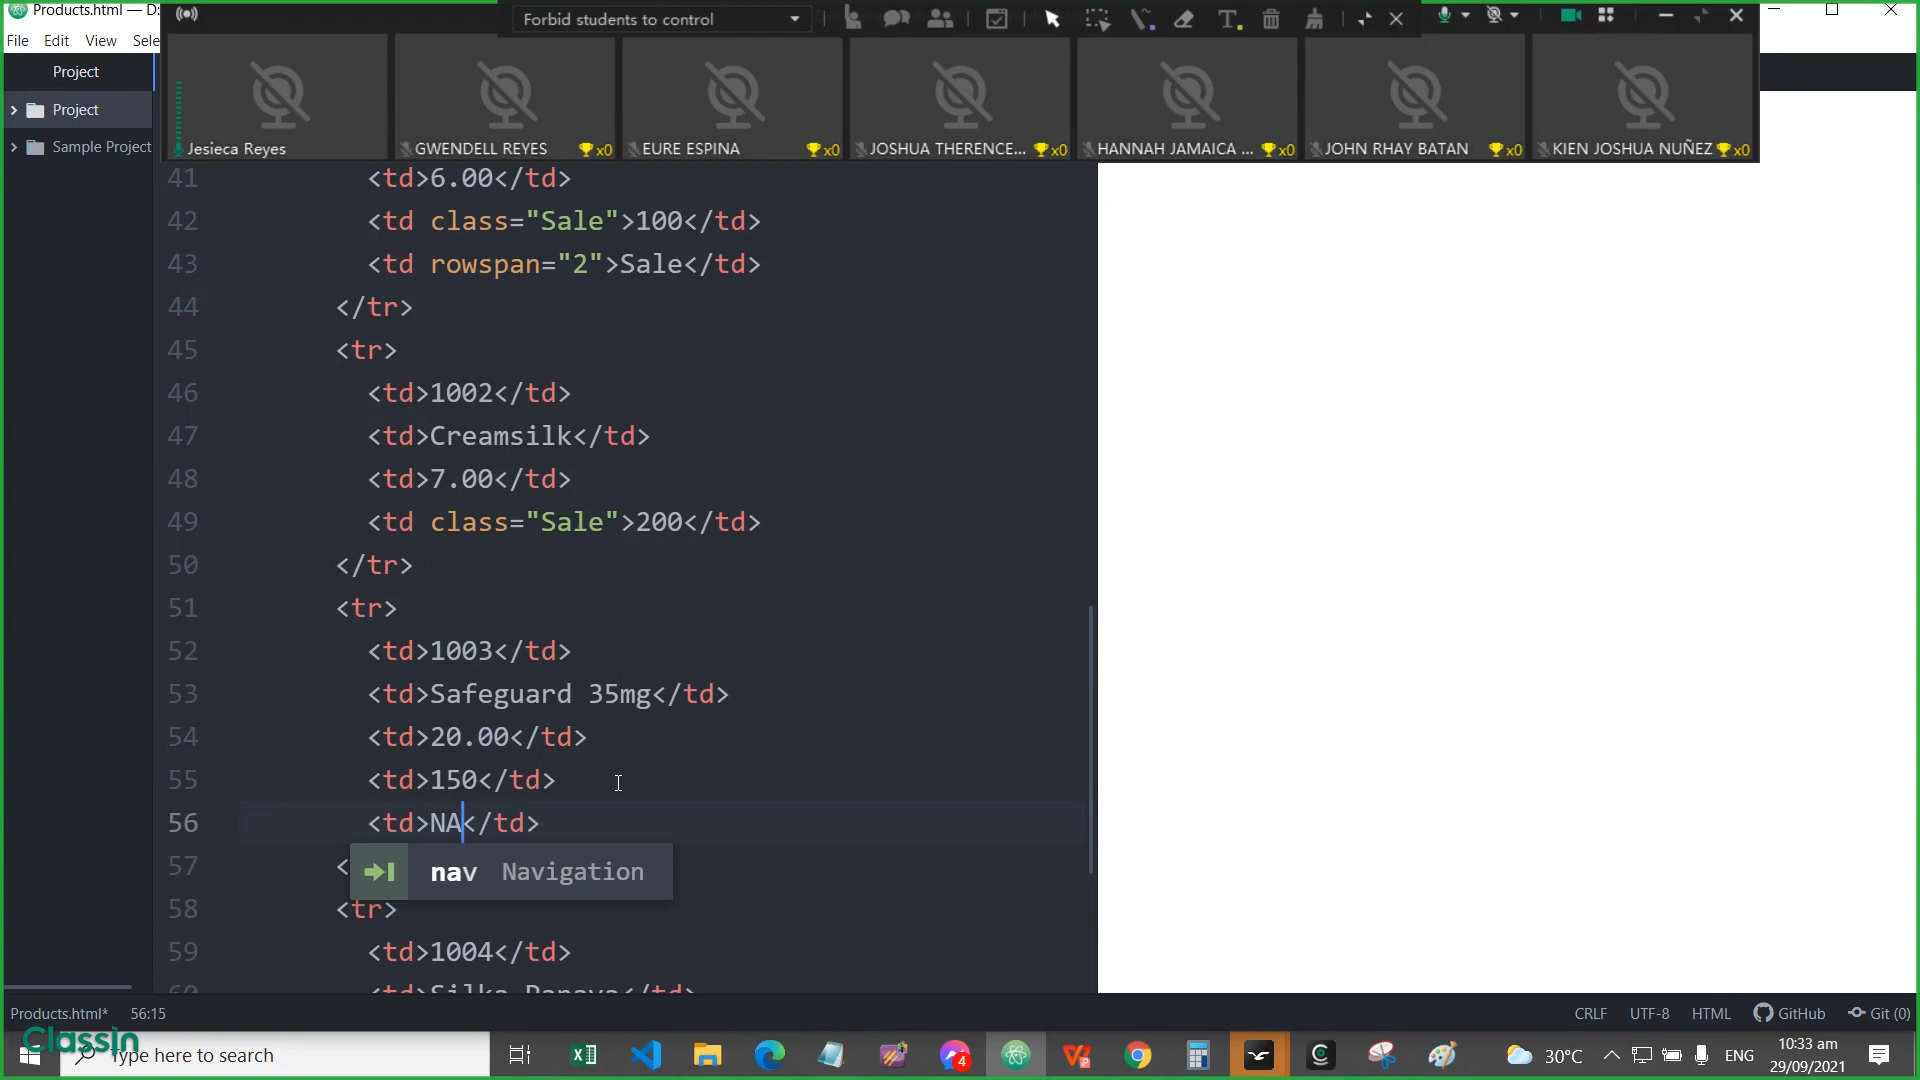 Products.html — D:
Forbid students to control
File Edit View Sele
Project
Project
Sample Project
Jesieca Reyes
GWENDELL REYES x0
EURE ESPINA x0
JOSHUA THERENCE... x0
HANNAH JAMAICA ... x0
JOHN RHAY BATAN x0
KIEN JOSHUA NUÑEZ x0
41 <td>6.00</td>
42 <td class="Sale">100</td>
43 <td rowspan="2">Sale</td>
44 </tr>
45 <tr>
46 <td>1002</td>
47 <td>Creamsilk</td>
48 <td>7.00</td>
49 <td class="Sale">200</td>
50 </tr>
51 <tr>
52 <td>1003</td>
53 <td>Safeguard 35mg</td>
54 <td>20.00</td>
55 <td>150</td>
56 <td>NA</td>
57 <
nav Navigation
58 <tr>
59 <td>1004</td>
60 <td>Silka Papaya</td>
Products.html* 56:15
CRLF UTF-8 HTML GitHub Git (0)
ClassIn
Type here to search
4
30°C
ENG
10:33 am
29/09/2021